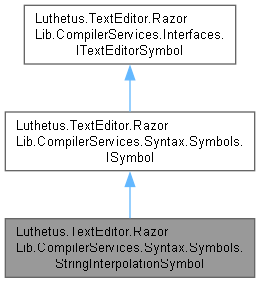 Luthetus.TextEditor.Razor
Lib.CompilerServices.Interfaces.
ITextEditorSymbol
Luthetus.TextEditor.Razor
Lib.CompilerServices.Syntax.Symbols.
ISymbol
Luthetus.TextEditor.Razor
Lib.CompilerServices.Syntax.Symbols.
StringInterpolationSymbol